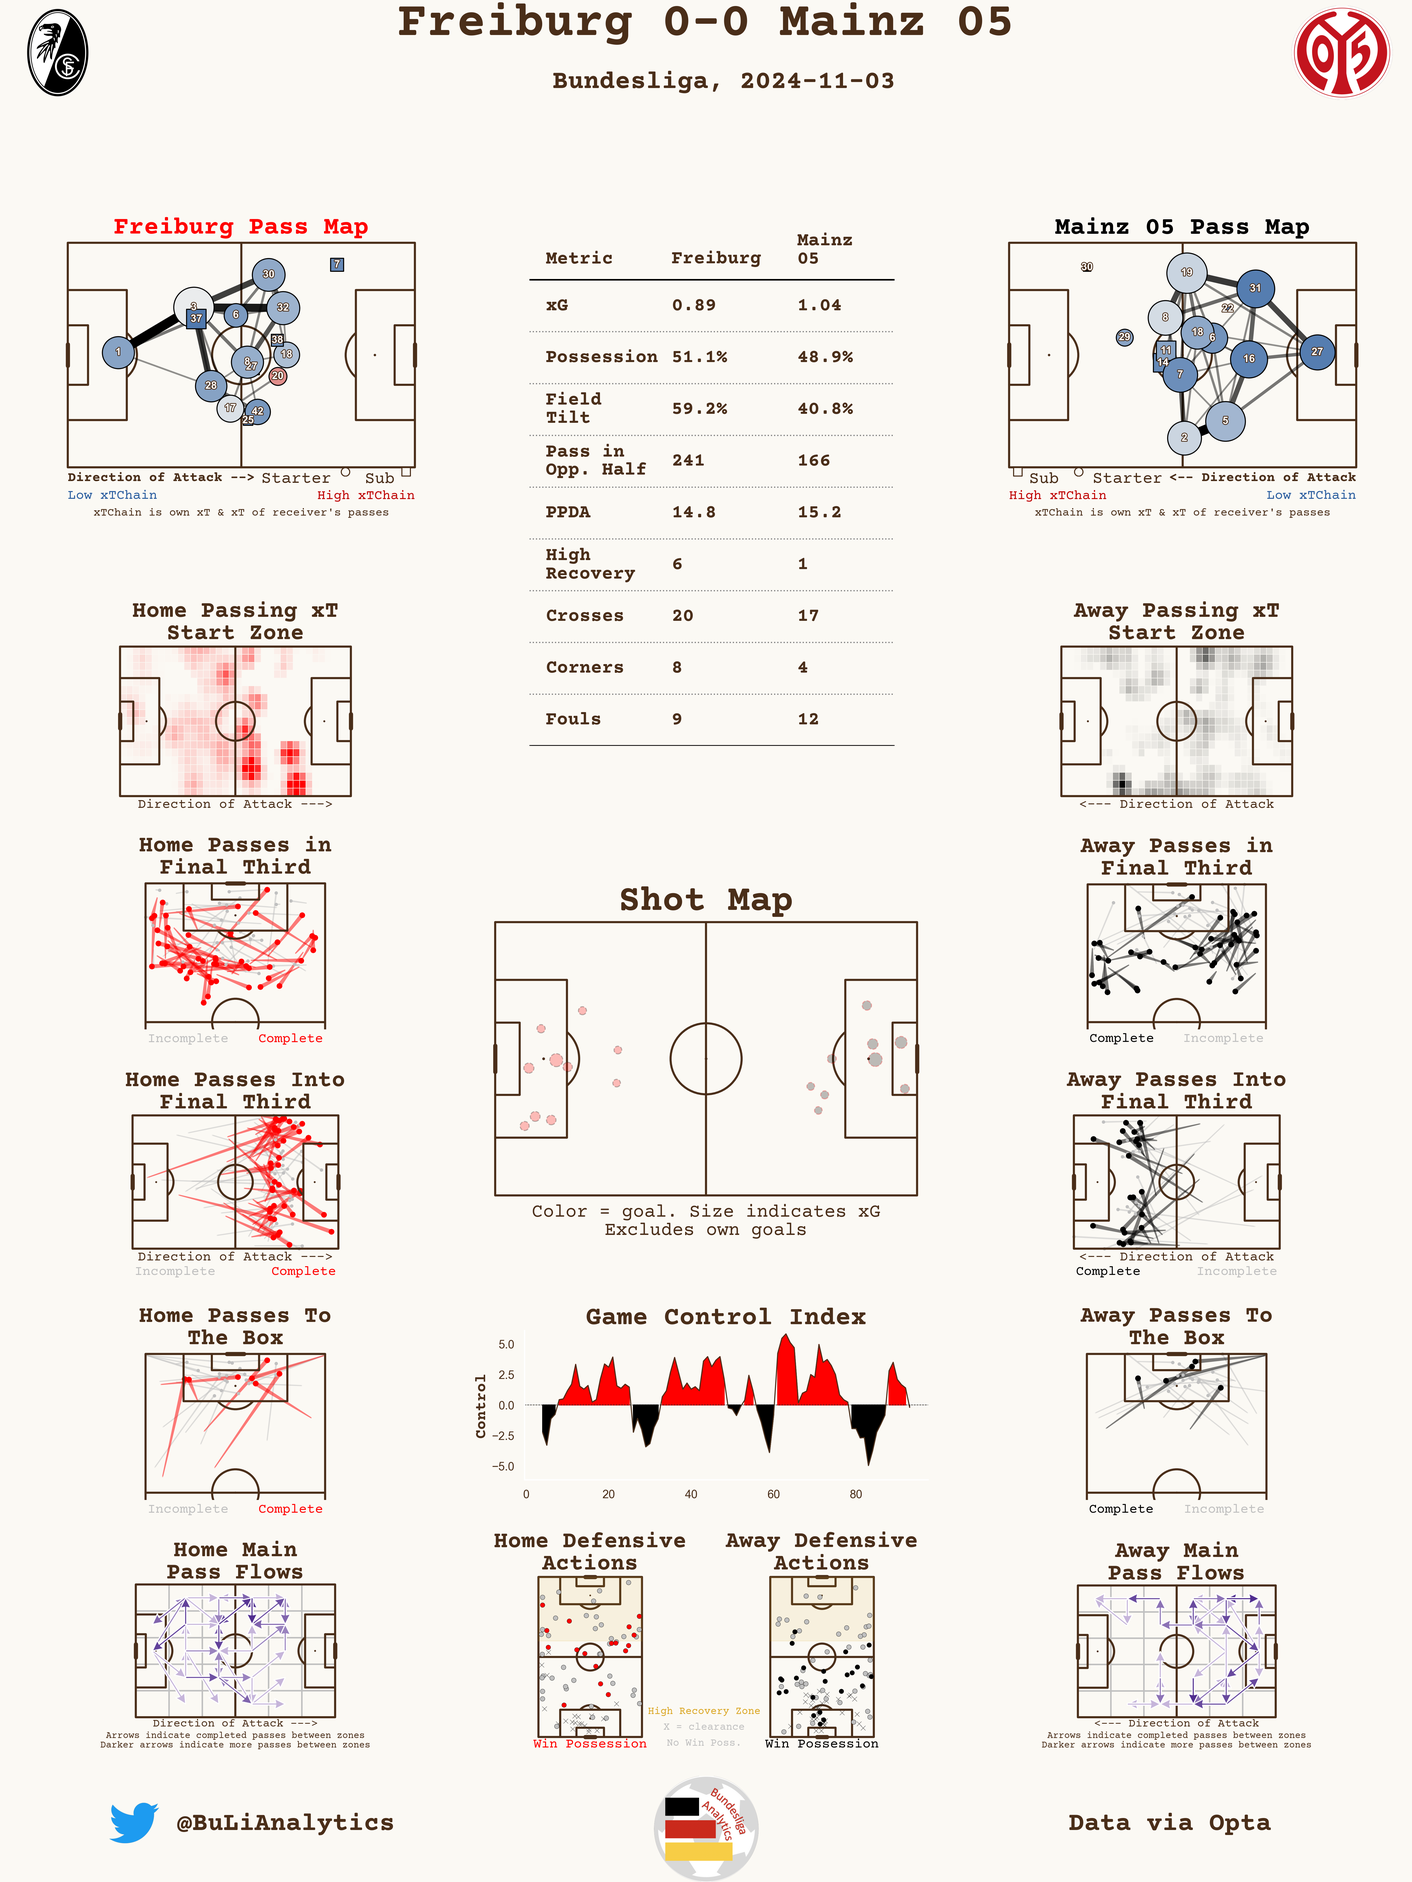 Freiburg 0-0 Mainz 05
Bundesliga, 2024-11-03
Freiburg Pass Map
1
3
37
30
32
6
7
38
18
8
27
20
28
17
42
25
Direction of Attack --> Starter Sub
Low xTChain High xTChain
xTChain is own xT & xT of receiver's passes
Metric Freiburg Mainz 05
xG 0.89 1.04
Possession 51.1% 48.9%
Field Tilt 59.2% 40.8%
Pass in Opp. Half 241 166
PPDA 14.8 15.2
High Recovery 6 1
Crosses 20 17
Corners 8 4
Fouls 9 12
Mainz 05 Pass Map
30
19
31
22
8
29
18
6
11
14
7
16
27
5
2
Sub Starter <-- Direction of Attack
High xTChain Low xTChain
xTChain is own xT & xT of receiver's passes
Home Passing xT
Start Zone
Direction of Attack --->
Away Passing xT
Start Zone
<--- Direction of Attack
Home Passes in
Final Third
Incomplete Complete
Away Passes in
Final Third
Complete Incomplete
Shot Map
Color = goal. Size indicates xG
Excludes own goals
Home Passes Into
Final Third
Direction of Attack --->
Incomplete Complete
Away Passes Into
Final Third
<--- Direction of Attack
Complete Incomplete
Home Passes To
The Box
Incomplete Complete
Game Control Index
Control
5.0
2.5
0.0
−2.5
−5.0
0 20 40 60 80
Away Passes To
The Box
Complete Incomplete
Home Main
Pass Flows
Direction of Attack --->
Arrows indicate completed passes between zones
Darker arrows indicate more passes between zones
Home Defensive
Actions
Win Possession
Away Defensive
Actions
Win Possession
High Recovery Zone
X = clearance
No Win Poss.
Away Main
Pass Flows
<--- Direction of Attack
Arrows indicate completed passes between zones
Darker arrows indicate more passes between zones
@BuLiAnalytics
Bundesliga
Analytics
Data via Opta